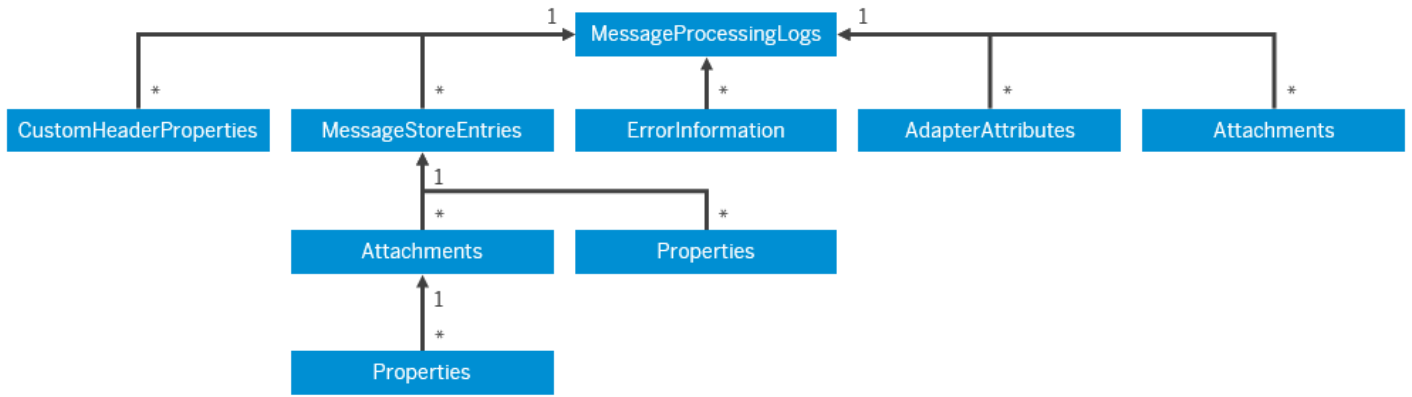 1 MessageProcessingLogs 1
* * * * *
CustomHeaderProperties MessageStoreEntries ErrorInformation AdapterAttributes Attachments
1
* *
Attachments Properties
1
*
Properties